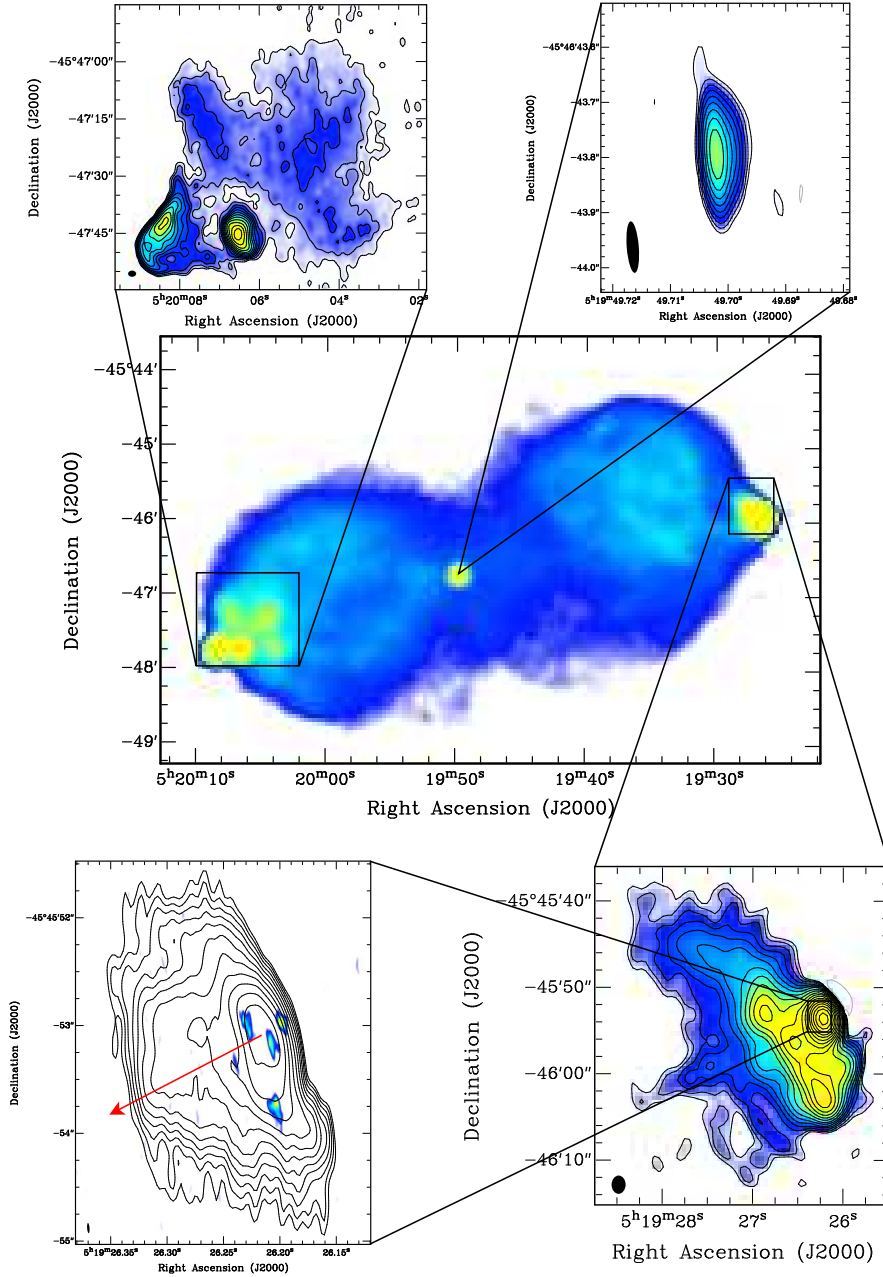 Declination (J2000)
−45°47′00″
−47′15″
−47′30″
−47′45″
5ʰ20ᵐ08ˢ 06ˢ 04ˢ 02ˢ
Right Ascension (J2000)
Declination (J2000)
−45°46′43.6″
−43.7″
−43.8″
−43.9″
−44.0″
5ʰ19ᵐ49.72ˢ 49.71ˢ 49.70ˢ 49.69ˢ 49.68ˢ
Right Ascension (J2000)
Declination (J2000)
−45°44′
−45′
−46′
−47′
−48′
−49′
5ʰ20ᵐ10ˢ 20ᵐ00ˢ 19ᵐ50ˢ 19ᵐ40ˢ 19ᵐ30ˢ
Right Ascension (J2000)
Declination (J2000)
−45°45′52″
−53″
−54″
−55″
5ʰ19ᵐ26.35ˢ 26.30ˢ 26.25ˢ 26.20ˢ 26.15ˢ
Right Ascension (J2000)
Declination (J2000)
−45°45′40″
−45′50″
−46′00″
−46′10″
5ʰ19ᵐ28ˢ 27ˢ 26ˢ
Right Ascension (J2000)